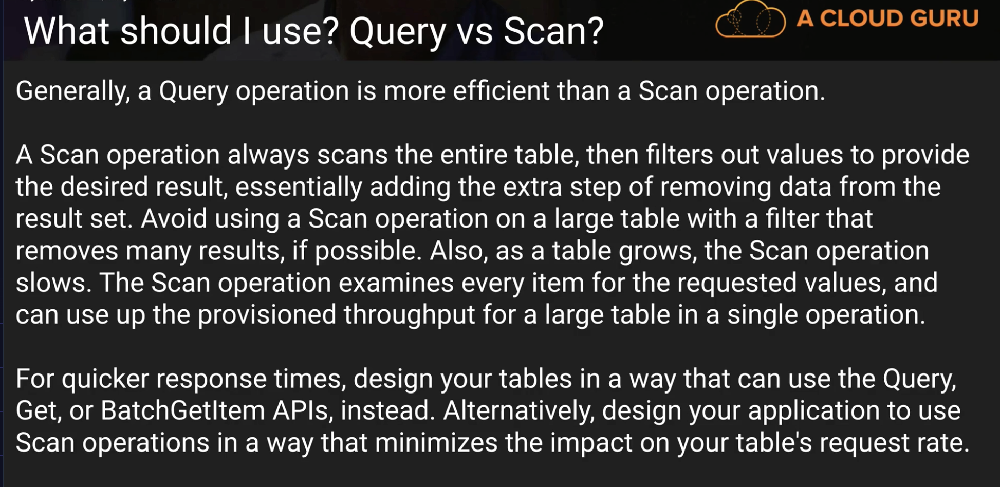 What should I use? Query vs Scan?
A CLOUD GURU
Generally, a Query operation is more efficient than a Scan operation.
A Scan operation always scans the entire table, then filters out values to provide
the desired result, essentially adding the extra step of removing data from the
result set. Avoid using a Scan operation on a large table with a filter that
removes many results, if possible. Also, as a table grows, the Scan operation
slows. The Scan operation examines every item for the requested values, and
can use up the provisioned throughput for a large table in a single operation.
For quicker response times, design your tables in a way that can use the Query,
Get, or BatchGetItem APIs, instead. Alternatively, design your application to use
Scan operations in a way that minimizes the impact on your table's request rate.